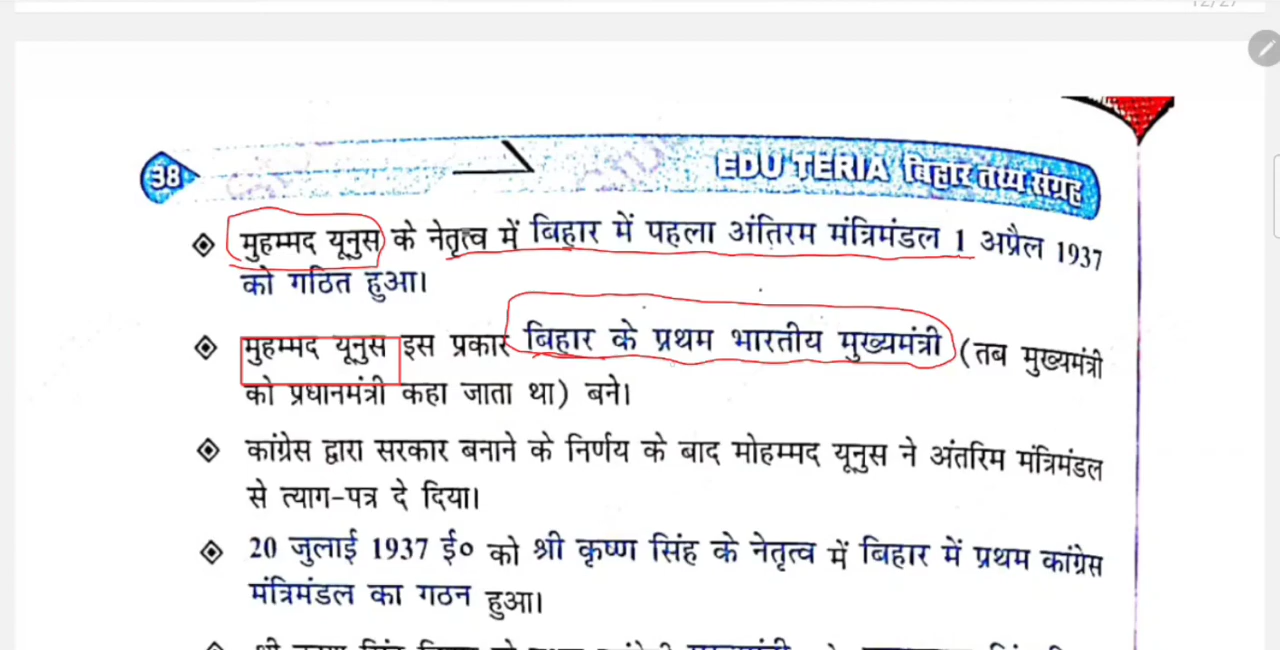 38
EDU TERIA बिहार तथ्य संग्रह
मुहम्मद यूनुस के नेतृत्व में बिहार में पहला अंतिरम मंत्रिमंडल 1 अप्रैल 1937
को गठित हुआ।
मुहम्मद यूनुस इस प्रकार बिहार के प्रथम भारतीय मुख्यमंत्री (तब मुख्यमंत्री
को प्रधानमंत्री कहा जाता था) बने।
कांग्रेस द्वारा सरकार बनाने के निर्णय के बाद मोहम्मद यूनुस ने अंतरिम मंत्रिमंडल
से त्याग-पत्र दे दिया।
20 जुलाई 1937 ई० को श्री कृष्ण सिंह के नेतृत्व में बिहार में प्रथम कांग्रेस
मंत्रिमंडल का गठन हुआ।